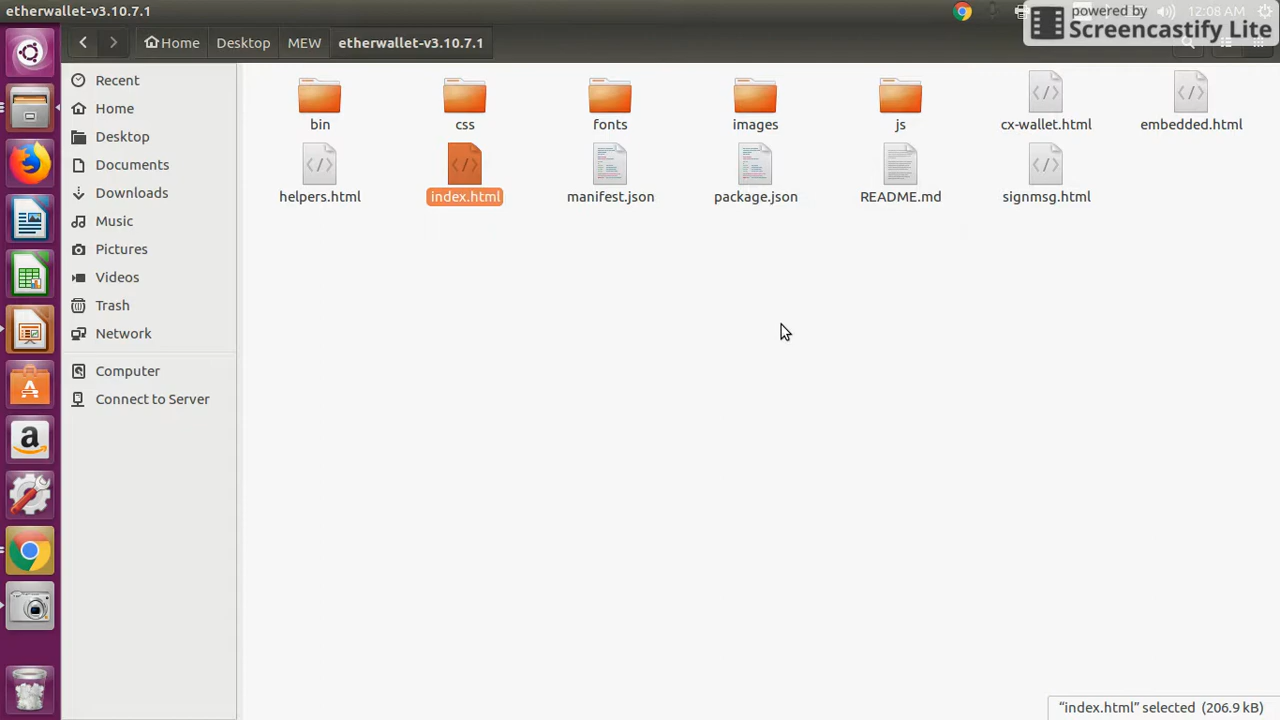 etherwallet-v3.10.7.1
12:08 AM
powered by
Screencastify Lite
Home
Desktop
MEW
etherwallet-v3.10.7.1
Recent
Home
Desktop
Documents
Downloads
Music
Pictures
Videos
Trash
Network
Computer
Connect to Server
bin
css
fonts
images
js
cx-wallet.html
embedded.html
helpers.html
index.html
manifest.json
package.json
README.md
signmsg.html
“index.html” selected (206.9 kB)